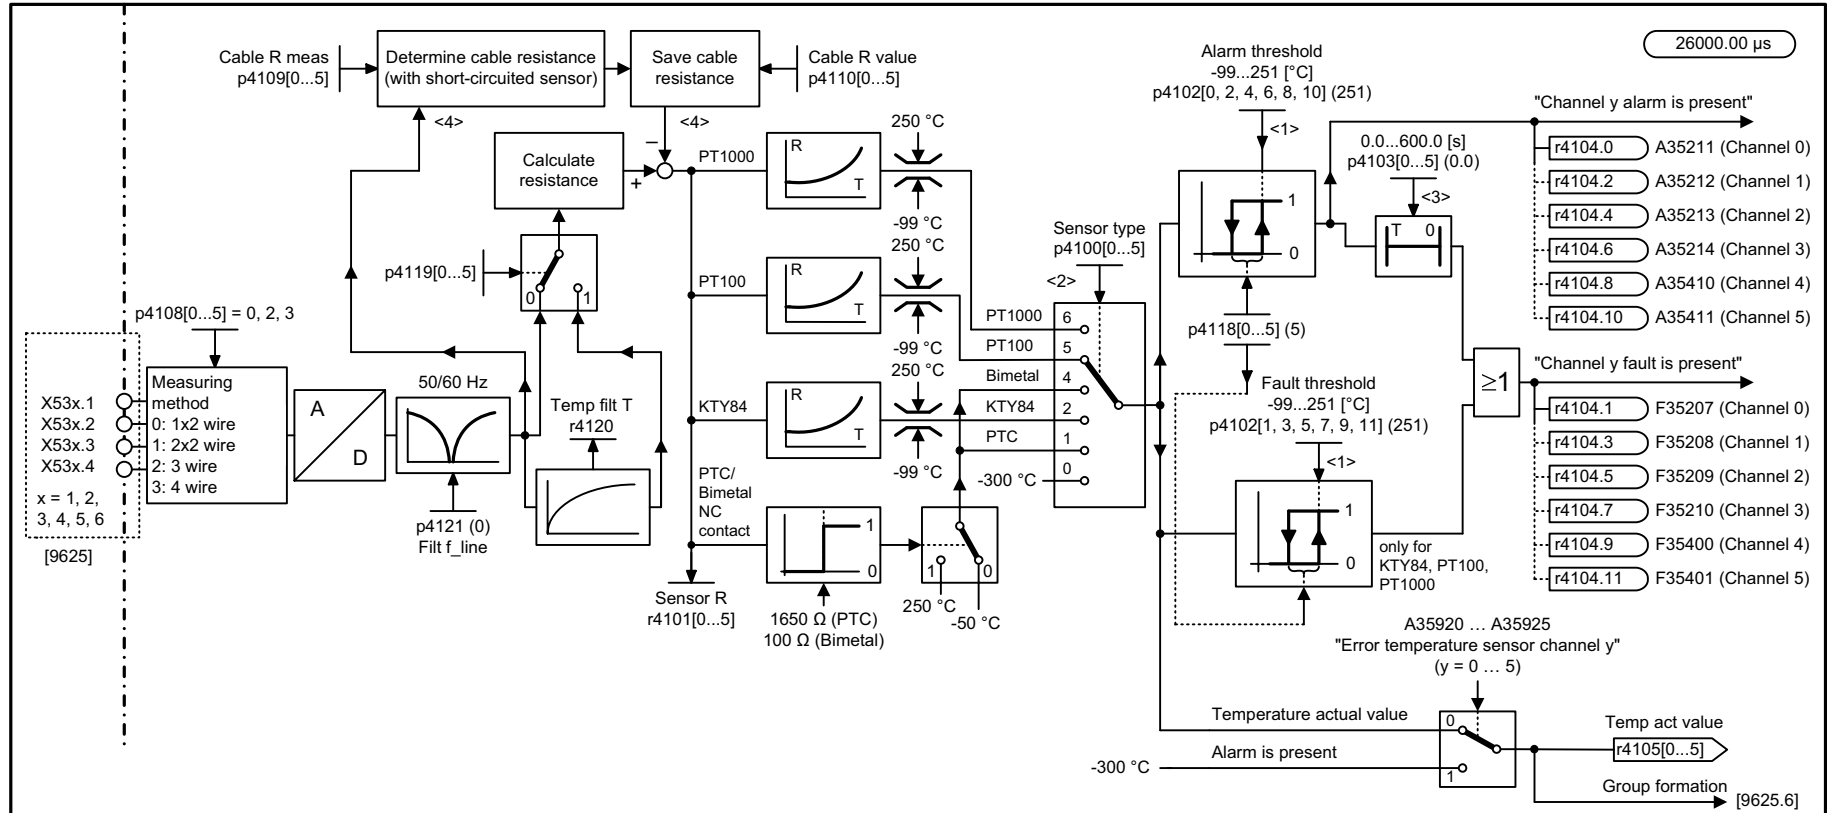 26000.00 µs
Cable R meas
p4109[0...5]
Determine cable resistance
(with short-circuited sensor)
Save cable
resistance
Cable R value
p4110[0...5]
<4>
<4>
Calculate
resistance
+
–
p4119[0...5]
0
1
p4108[0...5] = 0, 2, 3
X53x.1
X53x.2
X53x.3
X53x.4
x = 1, 2,
3, 4, 5, 6
[9625]
Measuring
method
0: 1x2 wire
1: 2x2 wire
2: 3 wire
3: 4 wire
A
D
50/60 Hz
p4121 (0)
Filt f_line
Temp filt T
r4120
PT1000
R
T
250 °C
-99 °C
PT100
R
T
250 °C
-99 °C
KTY84
R
T
250 °C
-99 °C
PTC/
Bimetal
NC
contact
1
0
Sensor R
r4101[0...5]
1650 Ω (PTC)
100 Ω (Bimetal)
1
0
250 °C
-50 °C
Sensor type
p4100[0...5]
<2>
PT1000
6
PT100
5
Bimetal
4
KTY84
2
PTC
1
-300 °C
0
Alarm threshold
-99...251 [°C]
p4102[0, 2, 4, 6, 8, 10] (251)
<1>
1
0
p4118[0...5] (5)
0.0...600.0 [s]
p4103[0...5] (0.0)
<3>
T
0
Fault threshold
-99...251 [°C]
p4102[1, 3, 5, 7, 9, 11] (251)
<1>
1
0
only for
KTY84, PT100,
PT1000
≥1
"Channel y alarm is present"
r4104.0 A35211 (Channel 0)
r4104.2 A35212 (Channel 1)
r4104.4 A35213 (Channel 2)
r4104.6 A35214 (Channel 3)
r4104.8 A35410 (Channel 4)
r4104.10 A35411 (Channel 5)
"Channel y fault is present"
r4104.1 F35207 (Channel 0)
r4104.3 F35208 (Channel 1)
r4104.5 F35209 (Channel 2)
r4104.7 F35210 (Channel 3)
r4104.9 F35400 (Channel 4)
r4104.11 F35401 (Channel 5)
A35920 … A35925
"Error temperature sensor channel y"
(y = 0 … 5)
Temperature actual value
0
-300 °C
Alarm is present
1
Temp act value
r4105[0...5]
Group formation
[9625.6]